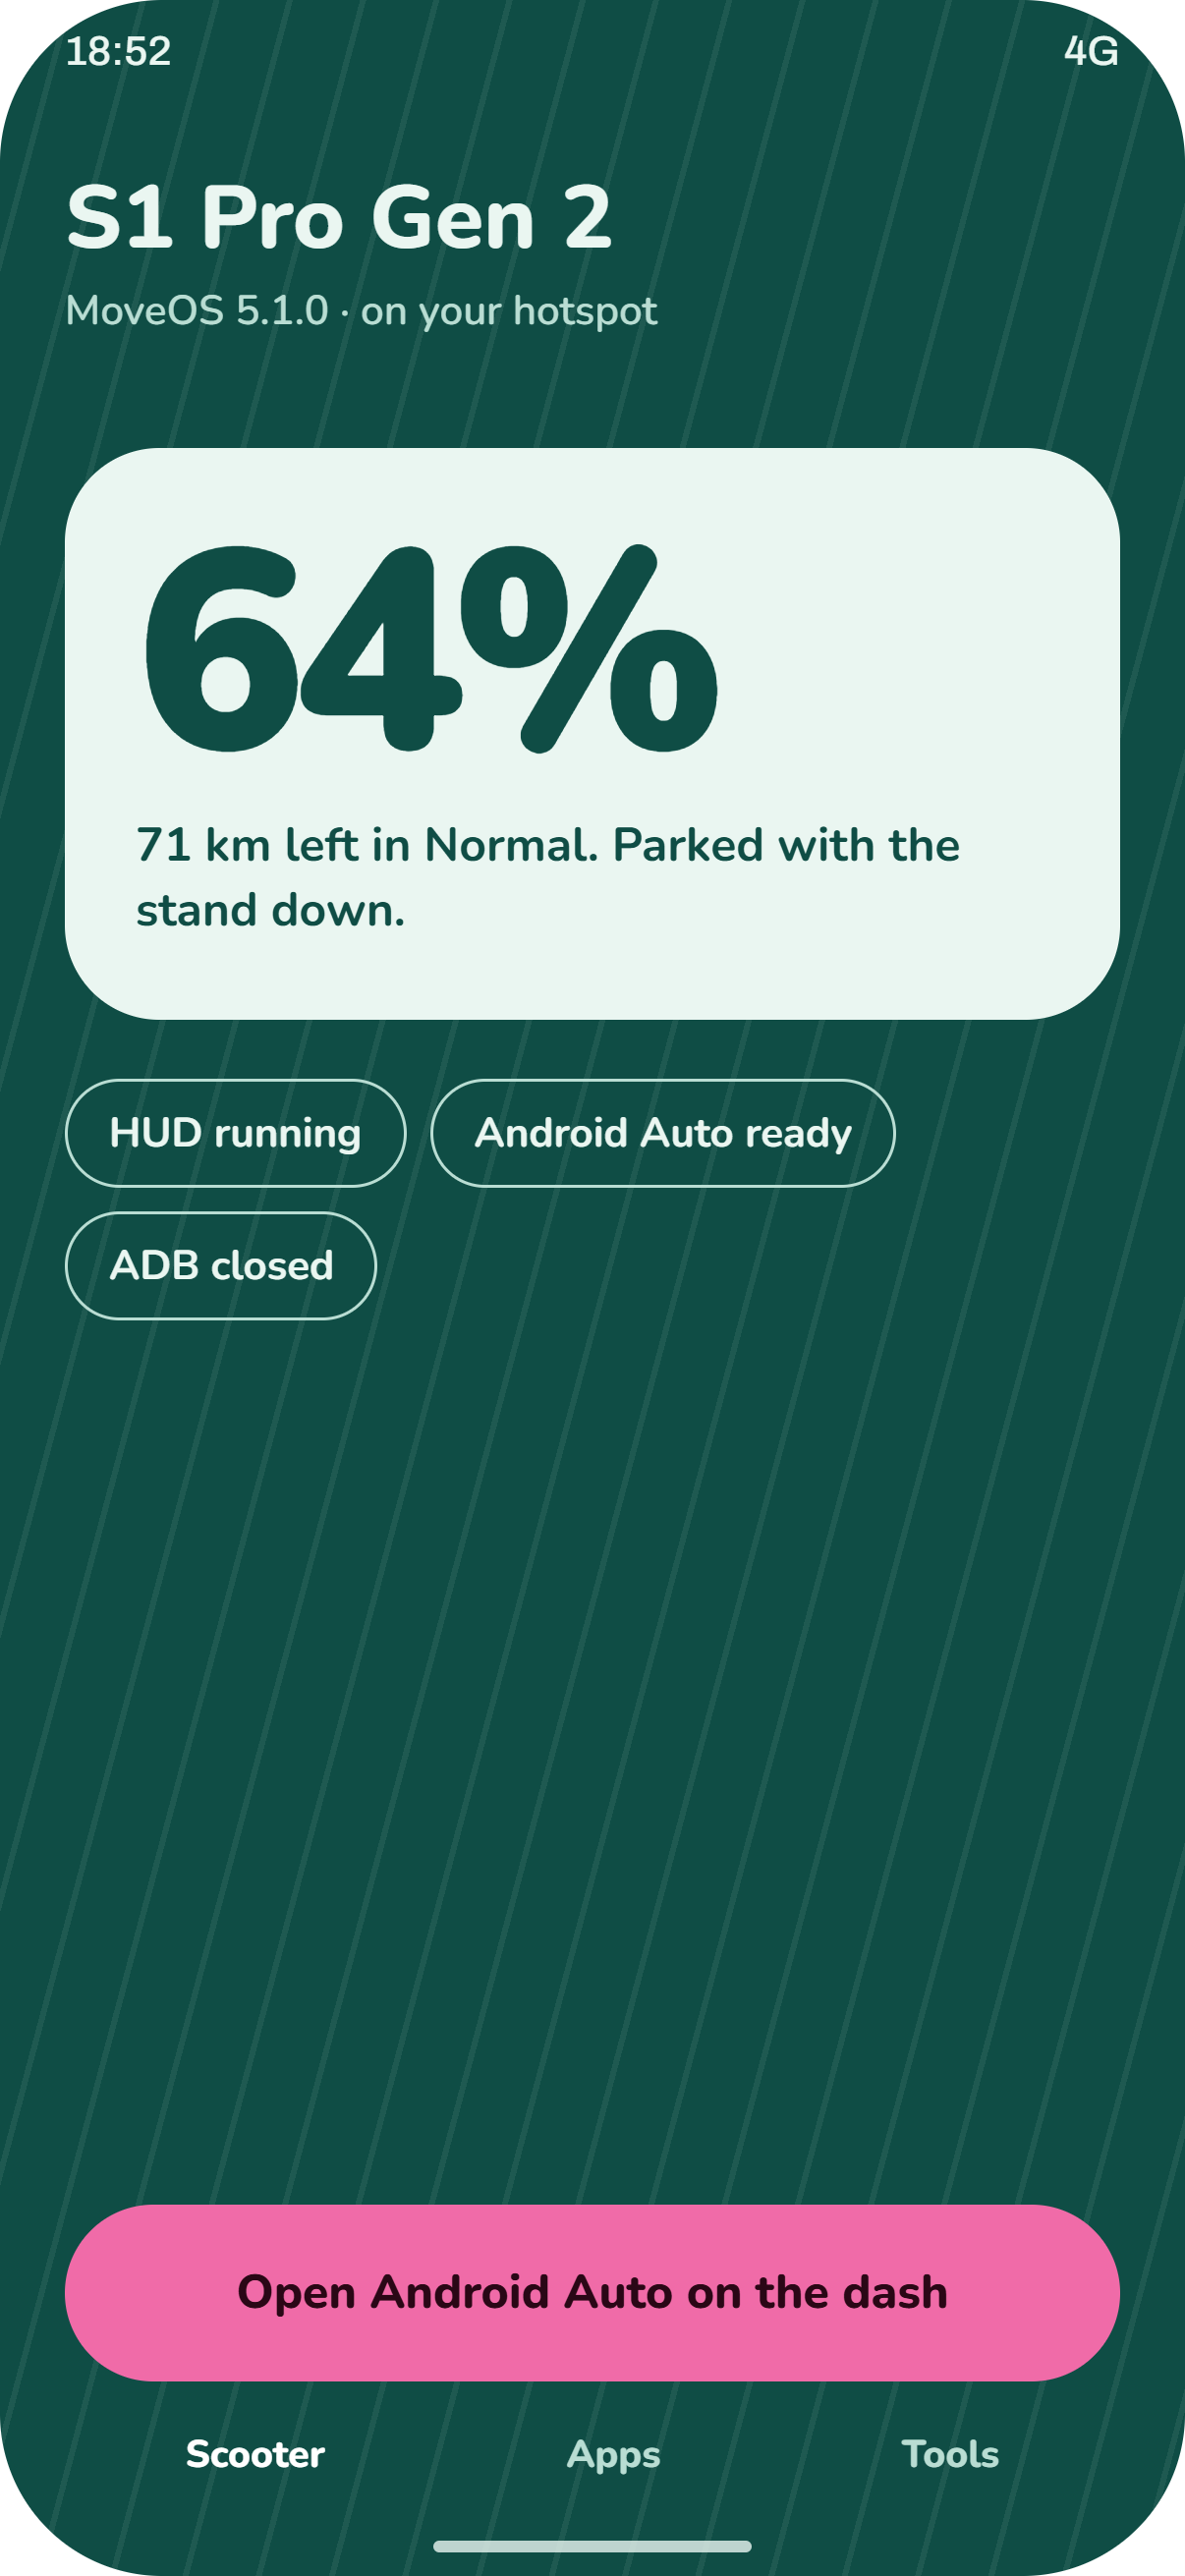 18:52
4G
S1 Pro Gen 2
MoveOS 5.1.0 · on your hotspot
64%
71 km left in Normal. Parked with the
stand down.
HUD running
Android Auto ready
ADB closed
Open Android Auto on the dash
Scooter
Apps
Tools